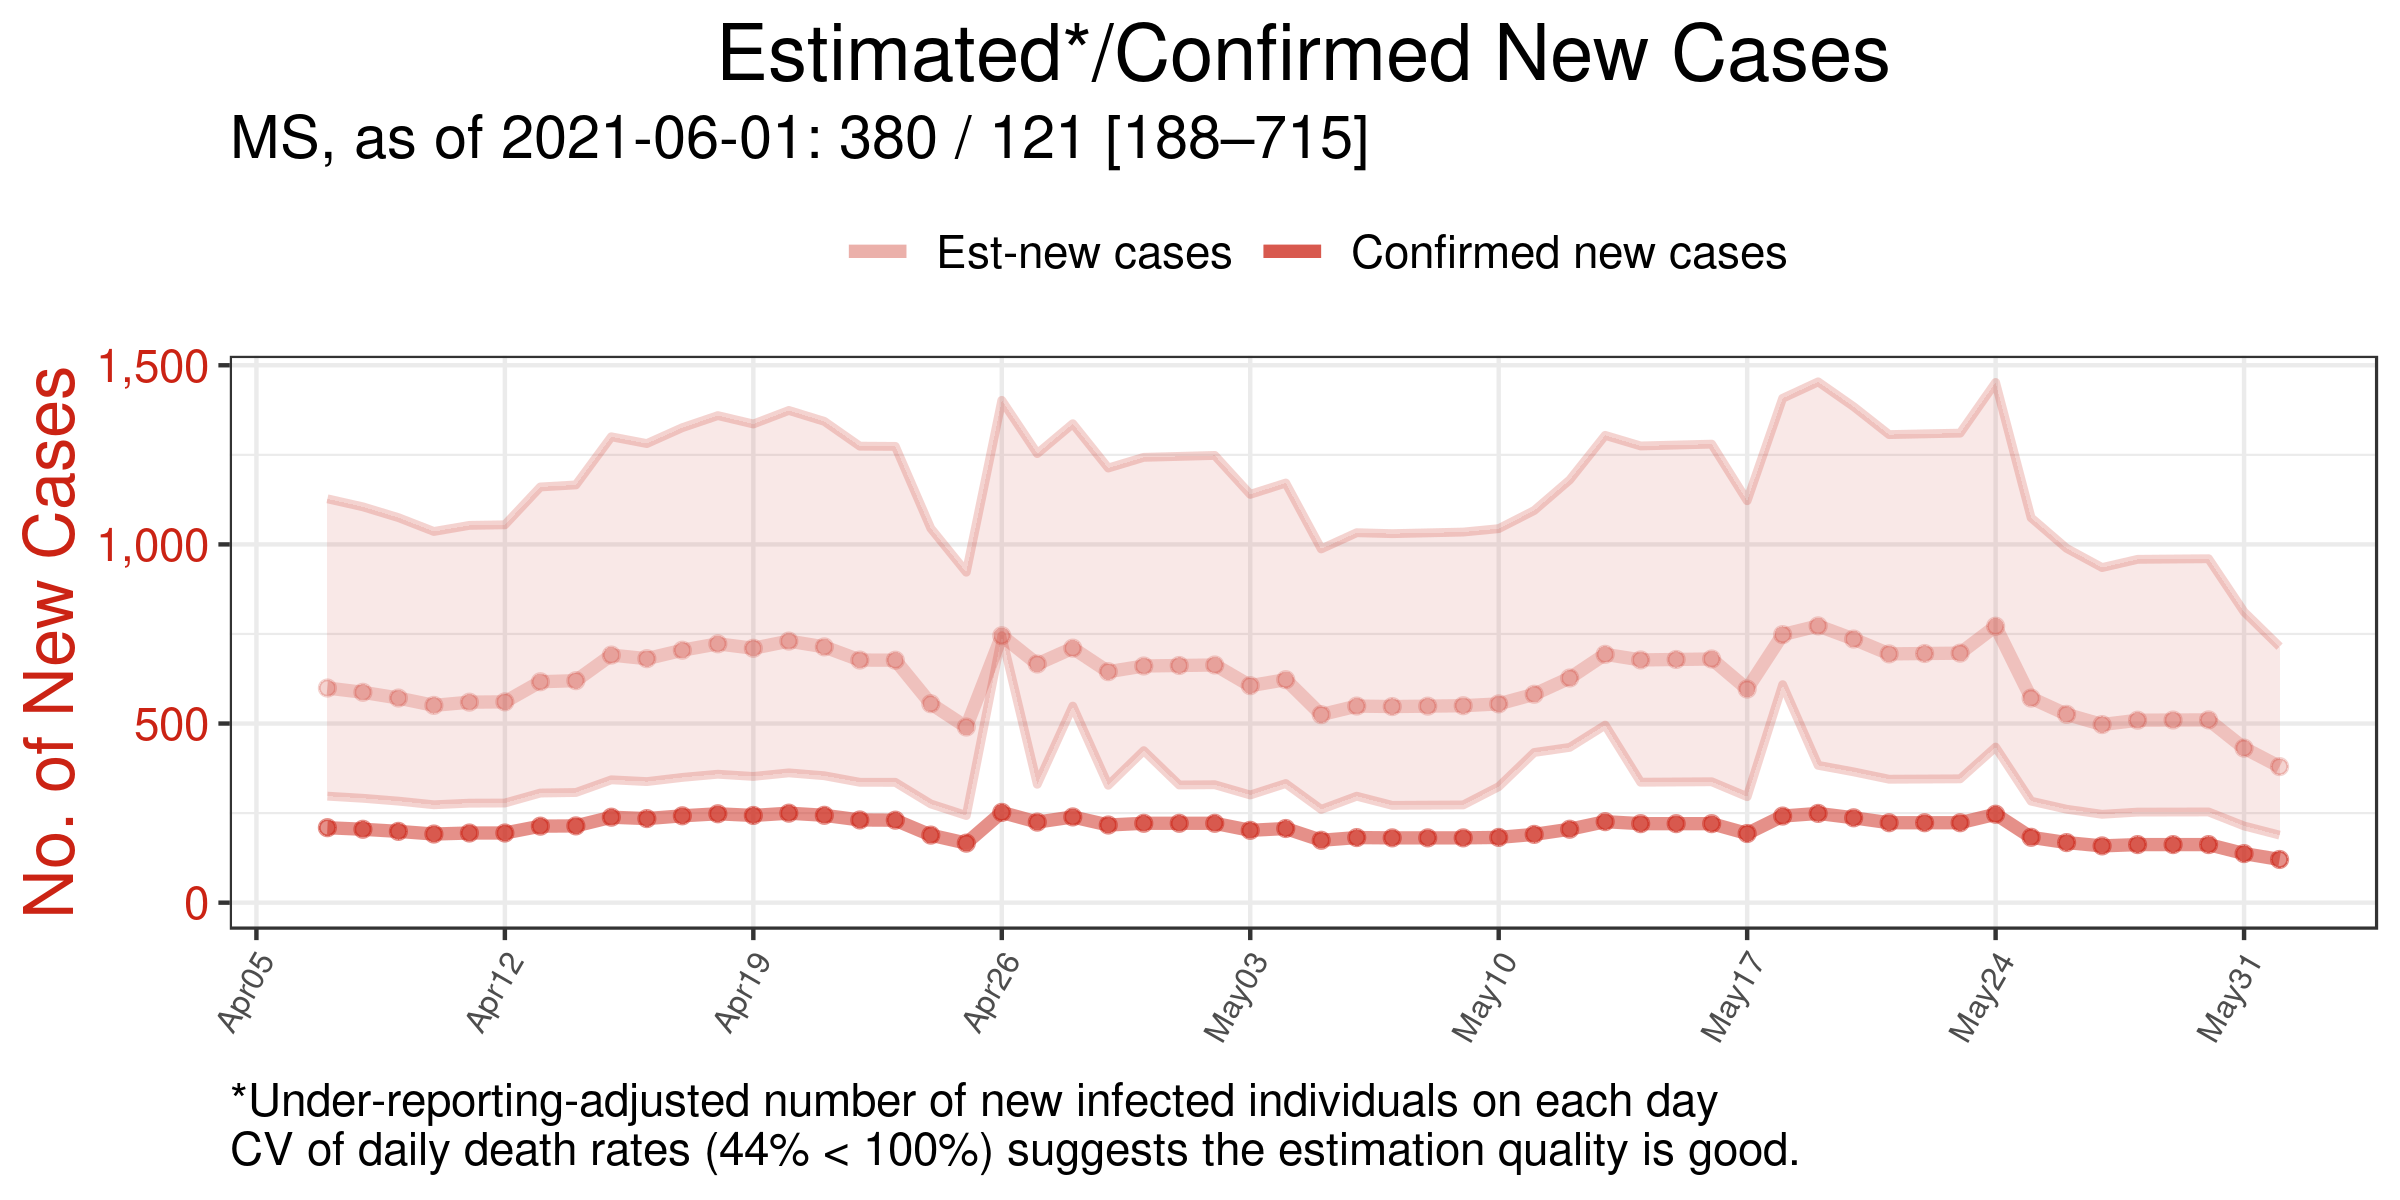 Estimated*/Confirmed New Cases
MS, as of 2021-06-01: 380 / 121 [188–715]
Est-new cases
Confirmed new cases
No. of New Cases
1,500
1,000
500
0
Apr05
Apr12
Apr19
Apr26
May03
May10
May17
May24
May31
*Under-reporting-adjusted number of new infected individuals on each day
CV of daily death rates (44% < 100%) suggests the estimation quality is good.